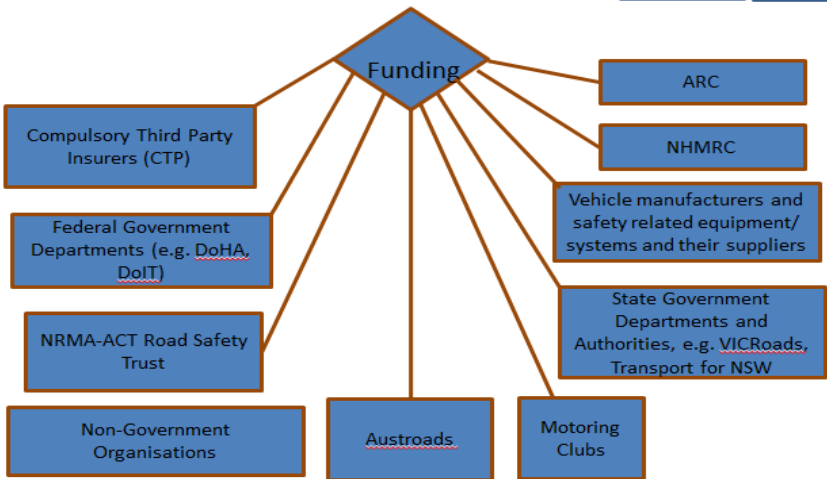 Funding
ARC
Compulsory Third Party
Insurers (CTP)
NHMRC
Vehicle manufacturers and
safety related equipment/
systems and their suppliers
Federal Government
Departments (e.g. DoHA,
DoIT)
State Government
Departments and
Authorities, e.g. VICRoads,
Transport for NSW
NRMA-ACT Road Safety
Trust
Non-Government
Organisations
Austroads
Motoring
Clubs